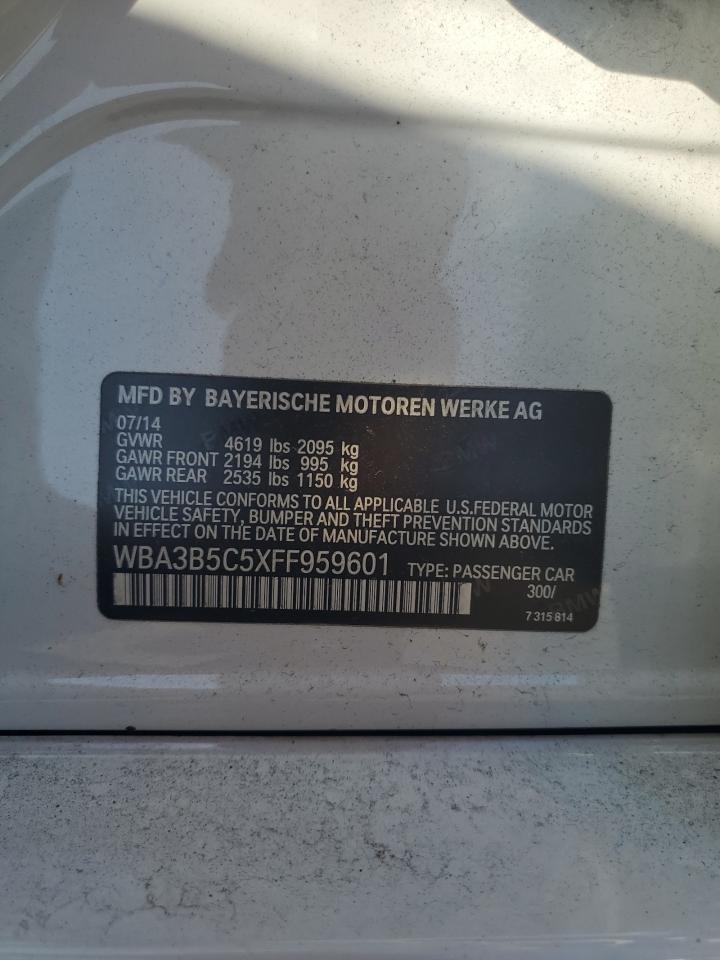 MFD BY BAYERISCHE MOTOREN WERKE AG
07/14
GVWR 4619 lbs 2095 kg
GAWR FRONT 2194 lbs 995 kg
GAWR REAR 2535 lbs 1150 kg
THIS VEHICLE CONFORMS TO ALL APPLICABLE U.S.FEDERAL MOTOR
VEHICLE SAFETY, BUMPER AND THEFT PREVENTION STANDARDS
IN EFFECT ON THE DATE OF MANUFACTURE SHOWN ABOVE.
WBA3B5C5XFF959601 TYPE: PASSENGER CAR
300/
7 315 814
BMW